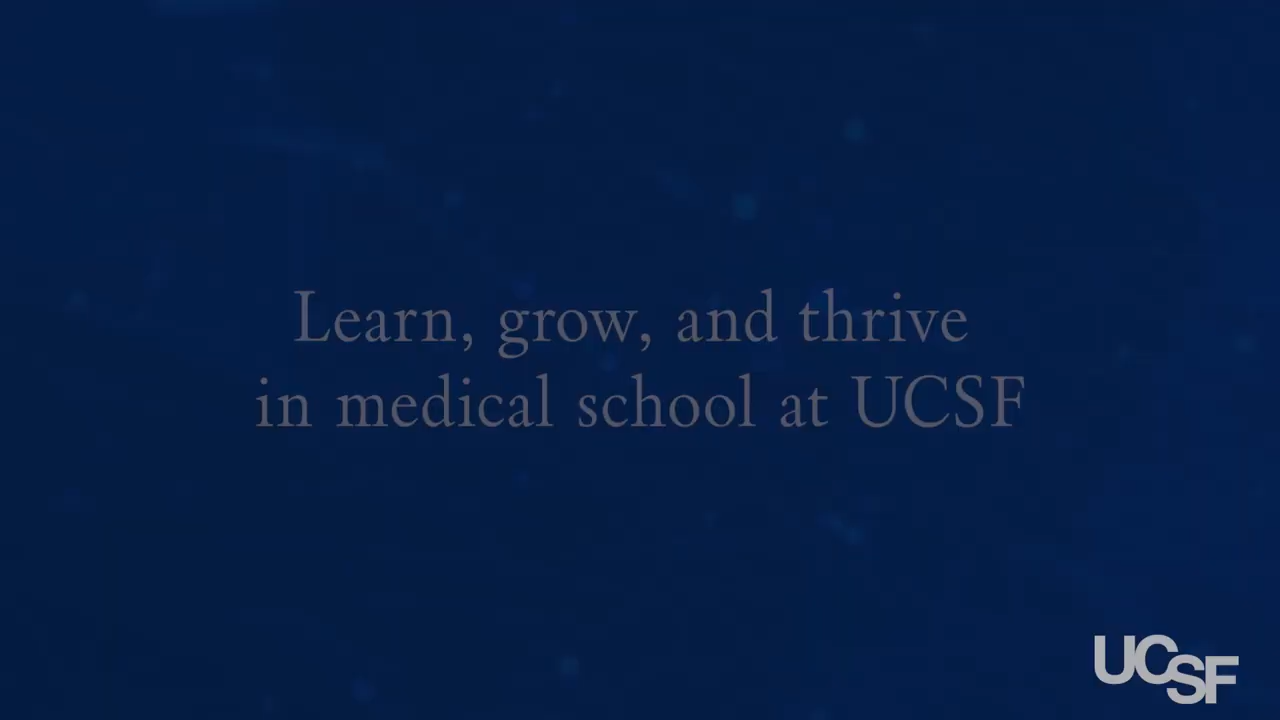 Learn, grow, and thrive
in medical school at UCSF
UCSF